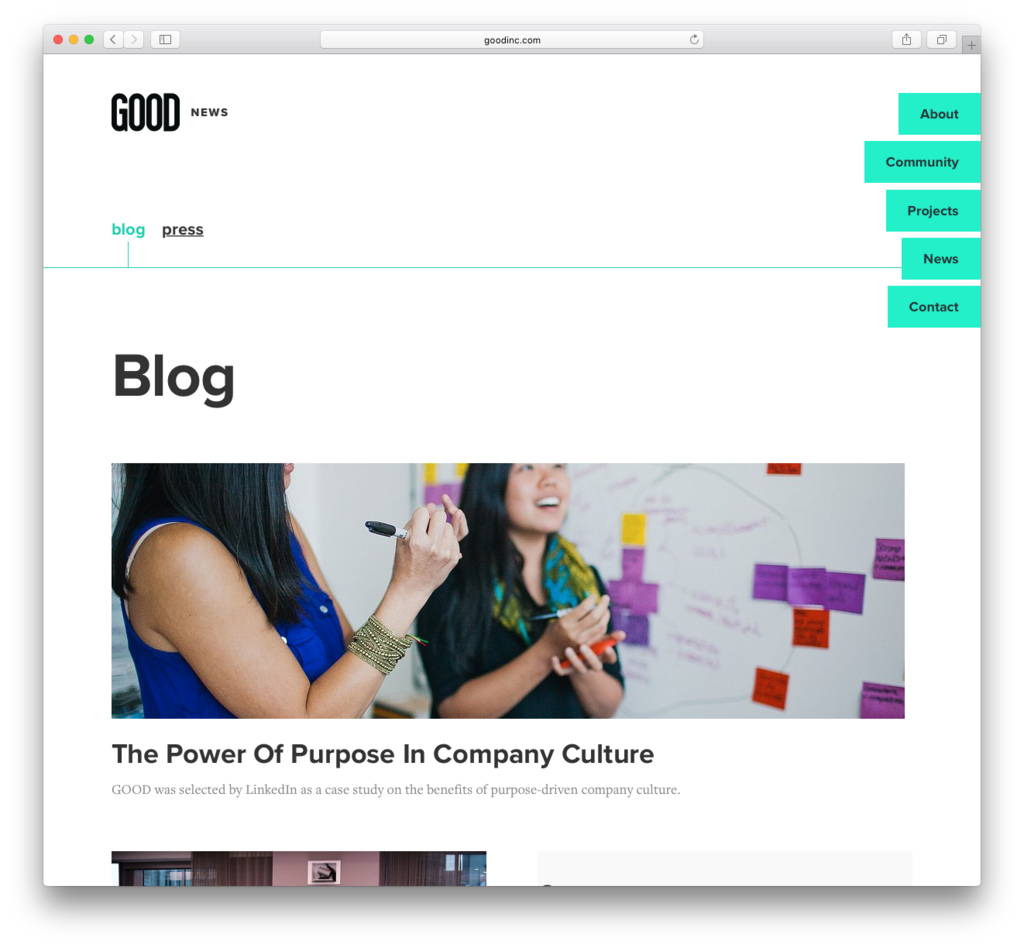 goodinc.com
GOOD NEWS
About
Community
Projects
News
Contact
blog press
Blog
The Power Of Purpose In Company Culture
GOOD was selected by LinkedIn as a case study on the benefits of purpose-driven company culture.